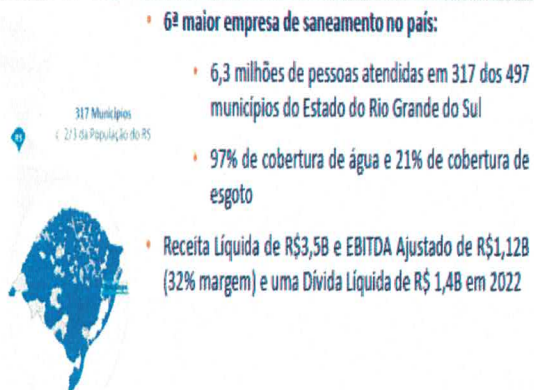 • 6ª maior empresa de saneamento no país:
• 6,3 milhões de pessoas atendidas em 317 dos 497
municípios do Estado do Rio Grande do Sul
• 97% de cobertura de água e 21% de cobertura de
esgoto
• Receita Líquida de R$3,5B e EBITDA Ajustado de R$1,12B
(32% margem) e uma Dívida Líquida de R$ 1,4B em 2022
317 Municípios
2/3 da População do RS
RS